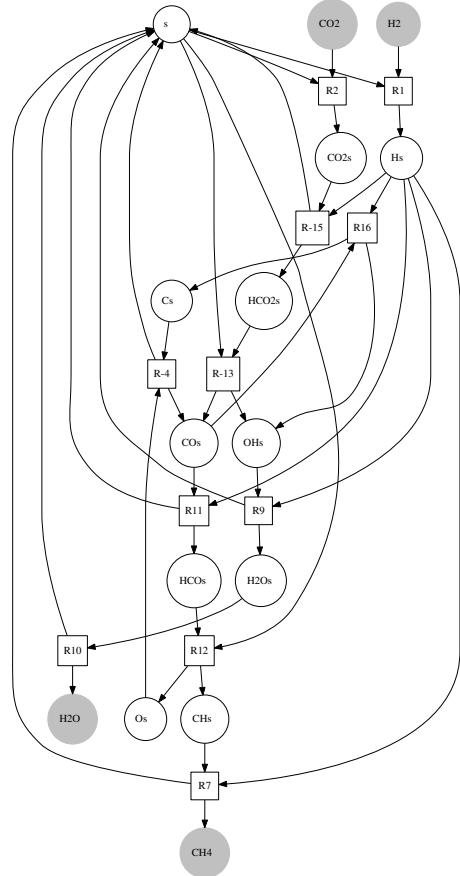 s
CO2
H2
R2
R1
CO2s
Hs
R-15
R16
Cs
HCO2s
R-4
R-13
COs
OHs
R11
R9
HCOs
H2Os
R10
R12
H2O
Os
CHs
R7
CH4